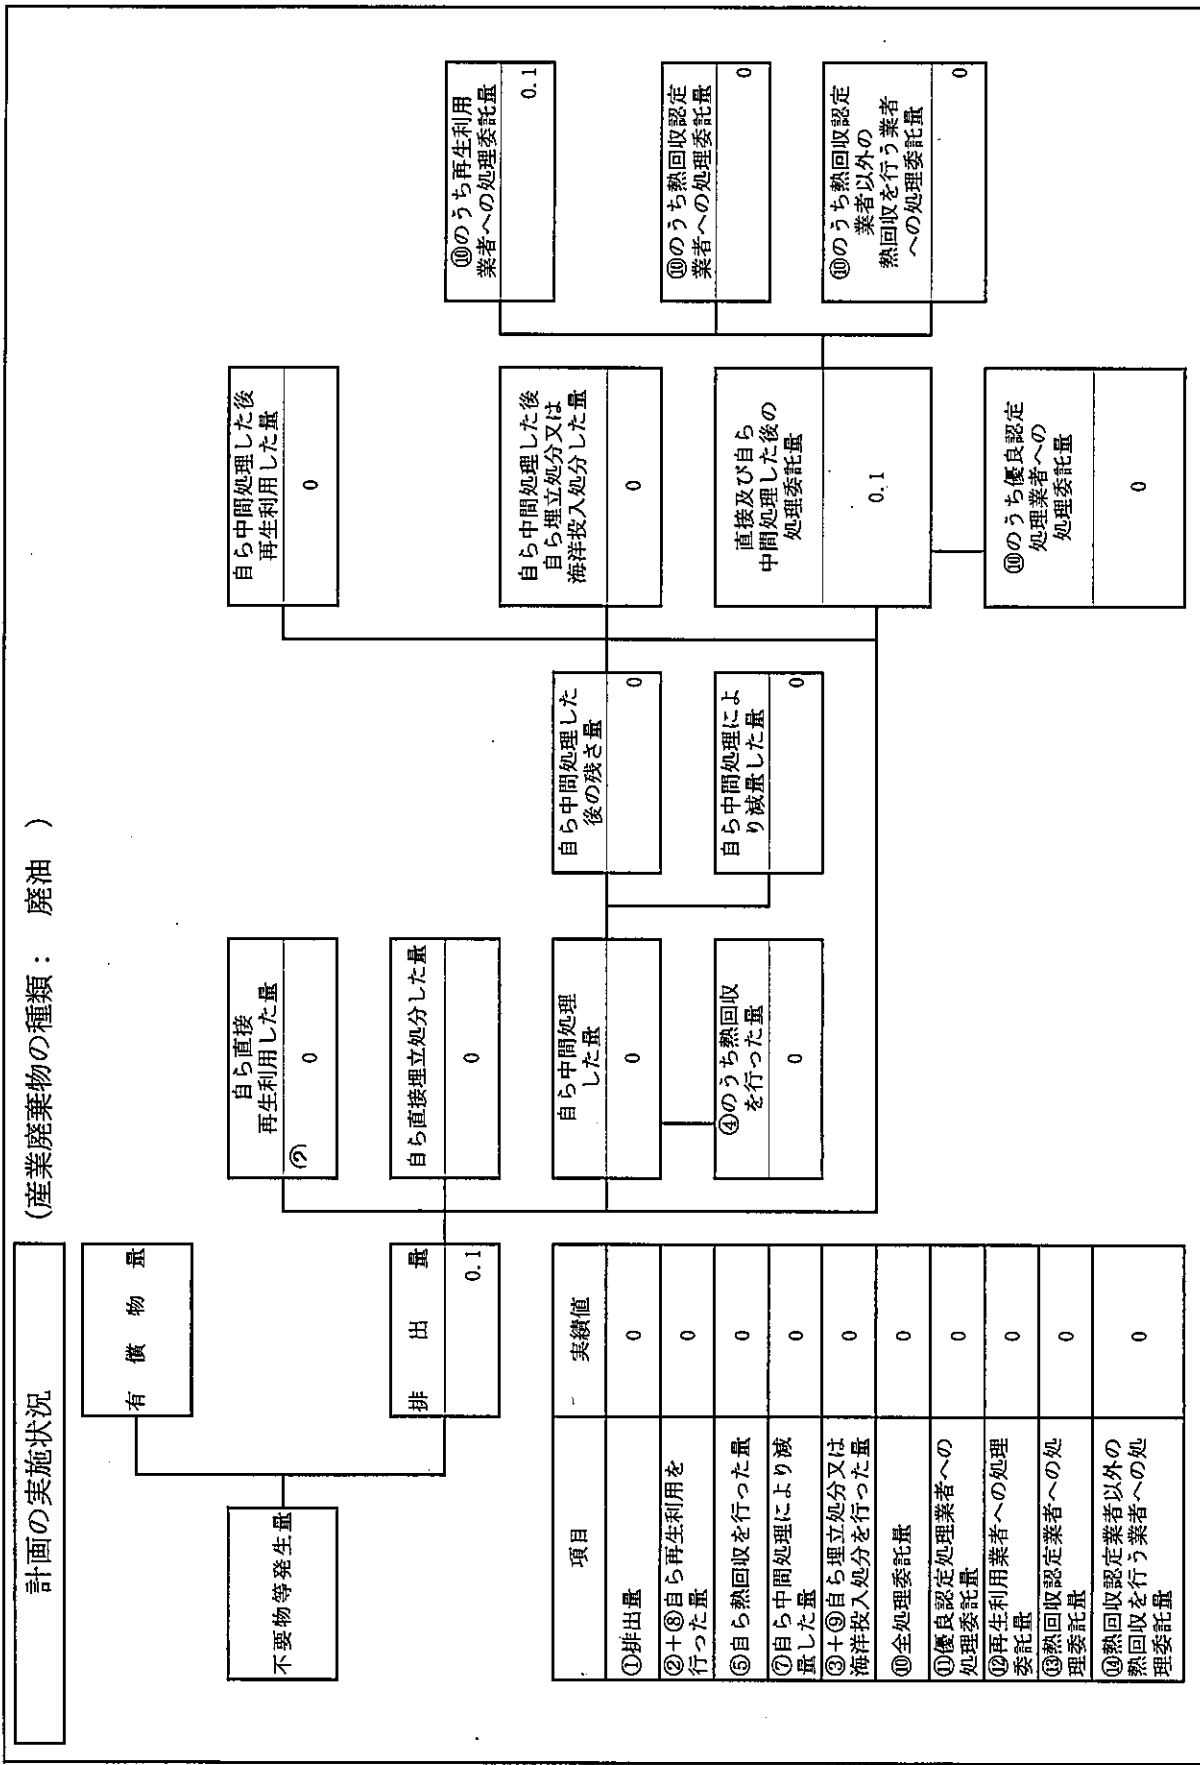 計画の実施状況
(産業廃棄物の種類： 廃油 )
不要物等発生量
有償物量
排出量
0.1
自ら直接
再生利用した量
②
0
自ら直接埋立処分した量
0
自ら中間処理
した量
0
④のうち熱回収
を行った量
0
自ら中間処理した
後の残さ量
0
自ら中間処理によ
り減量した量
0
自ら中間処理した後
再生利用した量
0
自ら中間処理した後
自ら埋立処分又は
海洋投入処分した量
0
直接及び自ら
中間処理した後の
処理委託量
0.1
⑩のうち優良認定
処理業者への
処理委託量
0
⑩のうち再生利用
業者への処理委託量
0.1
⑩のうち熱回収認定
業者への処理委託量
0
⑩のうち熱回収認定
業者以外の
熱回収を行う業者
への処理委託量
0
項目
実績値
①排出量
0
②+⑧自ら再生利用を
行った量
0
⑤自ら熱回収を行った量
0
⑦自ら中間処理により減
量した量
0
③+⑨自ら埋立処分又は
海洋投入処分を行った量
0
⑩全処理委託量
0
⑪優良認定処理業者への
処理委託量
0
⑫再生利用業者への処理
委託量
0
⑬熱回収認定業者への処
理委託量
0
⑭熱回収認定業者以外の
熱回収を行う業者への処
理委託量
0